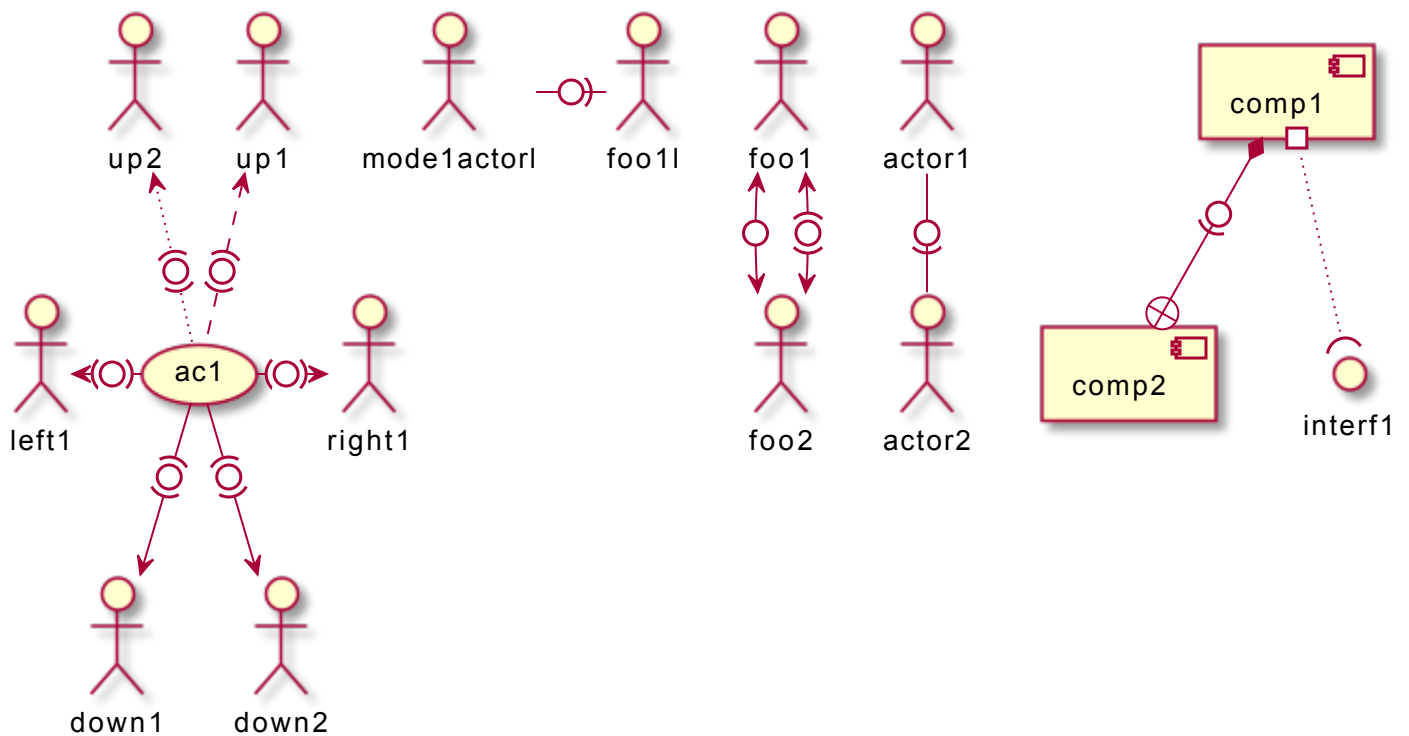 comp1
up2
up1
mode1actorl
foo1l
foo1
actor1
ac1
comp2
left1
right1
foo2
actor2
interf1
down1
down2